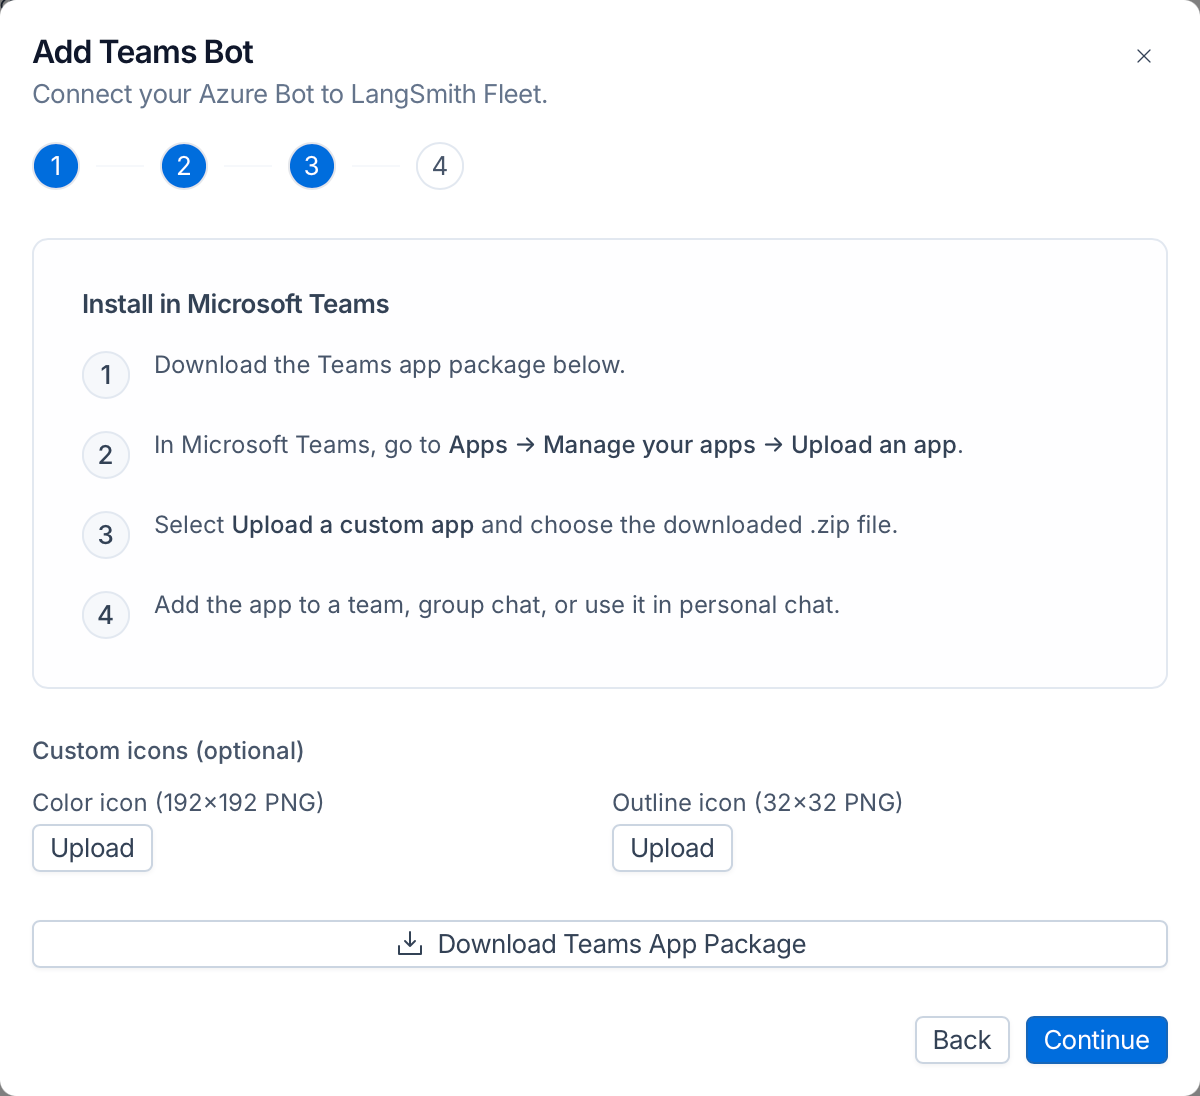 Add Teams Bot
Connect your Azure Bot to LangSmith Fleet.
1 2 3 4
Install in Microsoft Teams
1 Download the Teams app package below.
2 In Microsoft Teams, go to Apps → Manage your apps → Upload an app.
3 Select Upload a custom app and choose the downloaded .zip file.
4 Add the app to a team, group chat, or use it in personal chat.
Custom icons (optional)
Color icon (192×192 PNG) Outline icon (32×32 PNG)
Upload Upload
Download Teams App Package
Back Continue